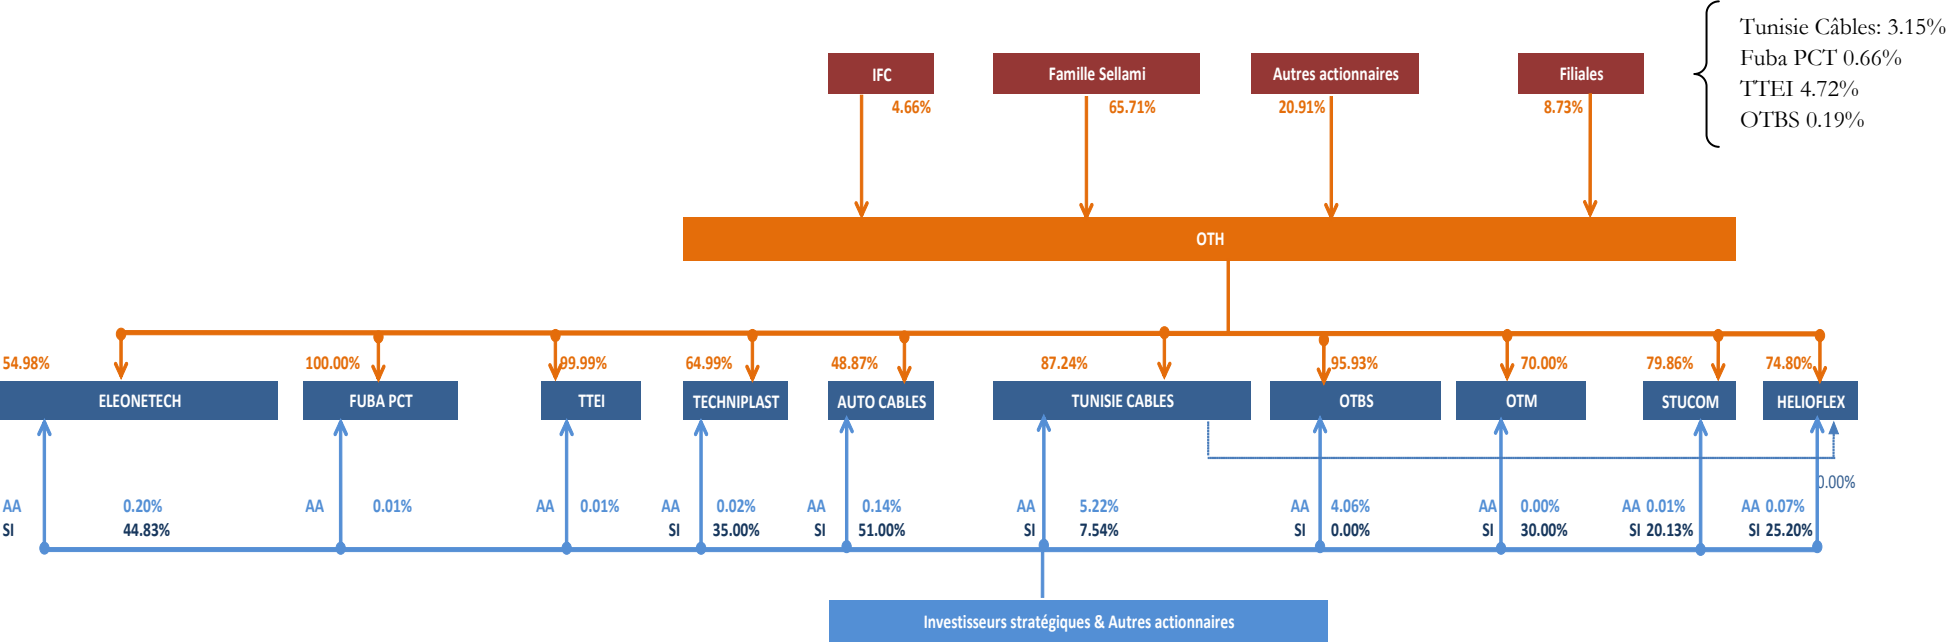 Tunisie Câbles: 3.15%
Fuba PCT 0.66%
TTEI 4.72%
OTBS 0.19%
IFC Famille Sellami Autres actionnaires Filiales
4.66% 65.71% 20.91% 8.73%
OTH
54.98% 100.00% 99.99% 64.99% 48.87% 87.24% 95.93% 70.00% 79.86% 74.80%
ELEONETECH FUBA PCT TTEI TECHNIPLAST AUTO CABLES TUNISIE CABLES OTBS OTM STUCOM HELIOFLEX
0.00%
AA 0.20% AA 0.01% AA 0.01% AA 0.02% AA 0.14% AA 5.22% AA 4.06% AA 0.00% AA 0.01% AA 0.07%
SI 44.83% SI 35.00% SI 51.00% SI 7.54% SI 0.00% SI 30.00% SI 20.13% SI 25.20%
Investisseurs stratégiques & Autres actionnaires